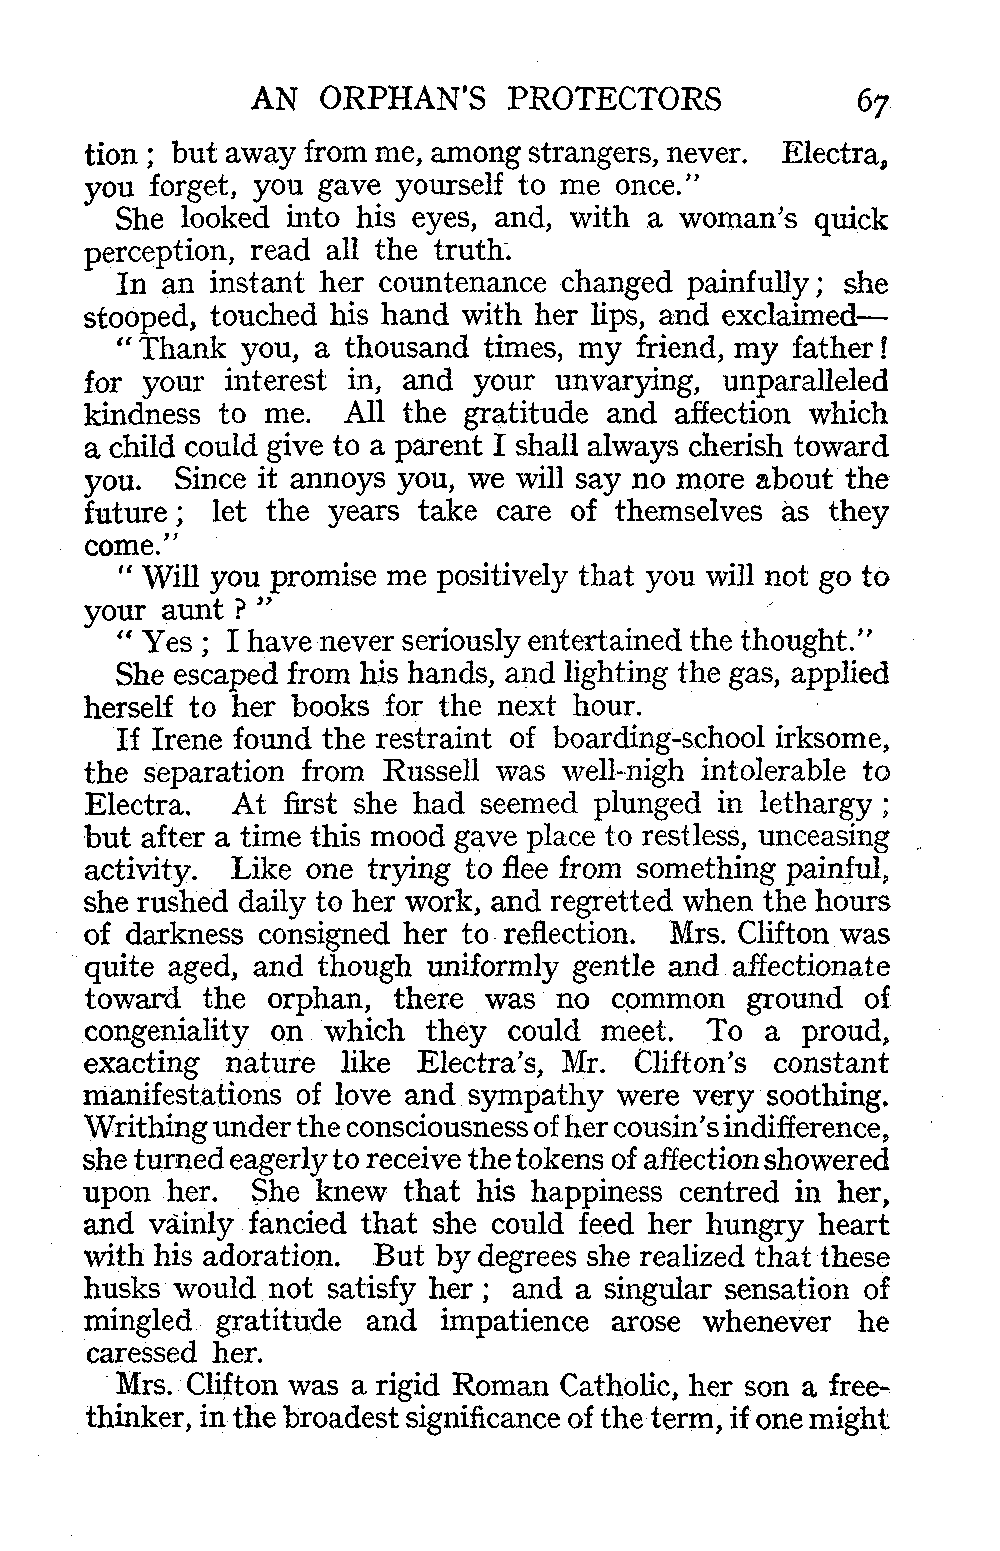 AN ORPHAN'S PROTECTORS 67
tion ; but away from me, among strangers, never. Electra,
you forget, you gave yourself to me once."
She looked into his eyes, and, with a woman's quick
perception, read all the truth.
In an instant her countenance changed painfully ; she
stooped, touched his hand with her lips, and exclaimed—
" Thank you, a thousand times, my friend, my father !
for your interest in, and your unvarying, unparalleled
kindness to me. All the gratitude and affection which
a child could give to a parent I shall always cherish toward
you. Since it annoys you, we will say no more about the
future ; let the years take care of themselves as they
come."
" Will you promise me positively that you will not go to
your aunt ? "
" Yes ; I have never seriously entertained the thought."
She escaped from his hands, and lighting the gas, applied
herself to her books for the next hour.
If Irene found the restraint of boarding-school irksome,
the separation from Russell was well-nigh intolerable to
Electra. At first she had seemed plunged in lethargy ;
but after a time this mood gave place to restless, unceasing
activity. Like one trying to flee from something painful,
she rushed daily to her work, and regretted when the hours
of darkness consigned her to reflection. Mrs. Clifton was
quite aged, and though uniformly gentle and affectionate
toward the orphan, there was no common ground of
congeniality on which they could meet. To a proud,
exacting nature like Electra's, Mr. Clifton's constant
manifestations of love and sympathy were very soothing.
Writhing under the consciousness of her cousin's indifference,
she turned eagerly to receive the tokens of affection showered
upon her. She knew that his happiness centred in her,
and vainly fancied that she could feed her hungry heart
with his adoration. But by degrees she realized that these
husks would not satisfy her ; and a singular sensation of
mingled gratitude and impatience arose whenever he
caressed her.
Mrs. Clifton was a rigid Roman Catholic, her son a free-
thinker, in the broadest significance of the term, if one might